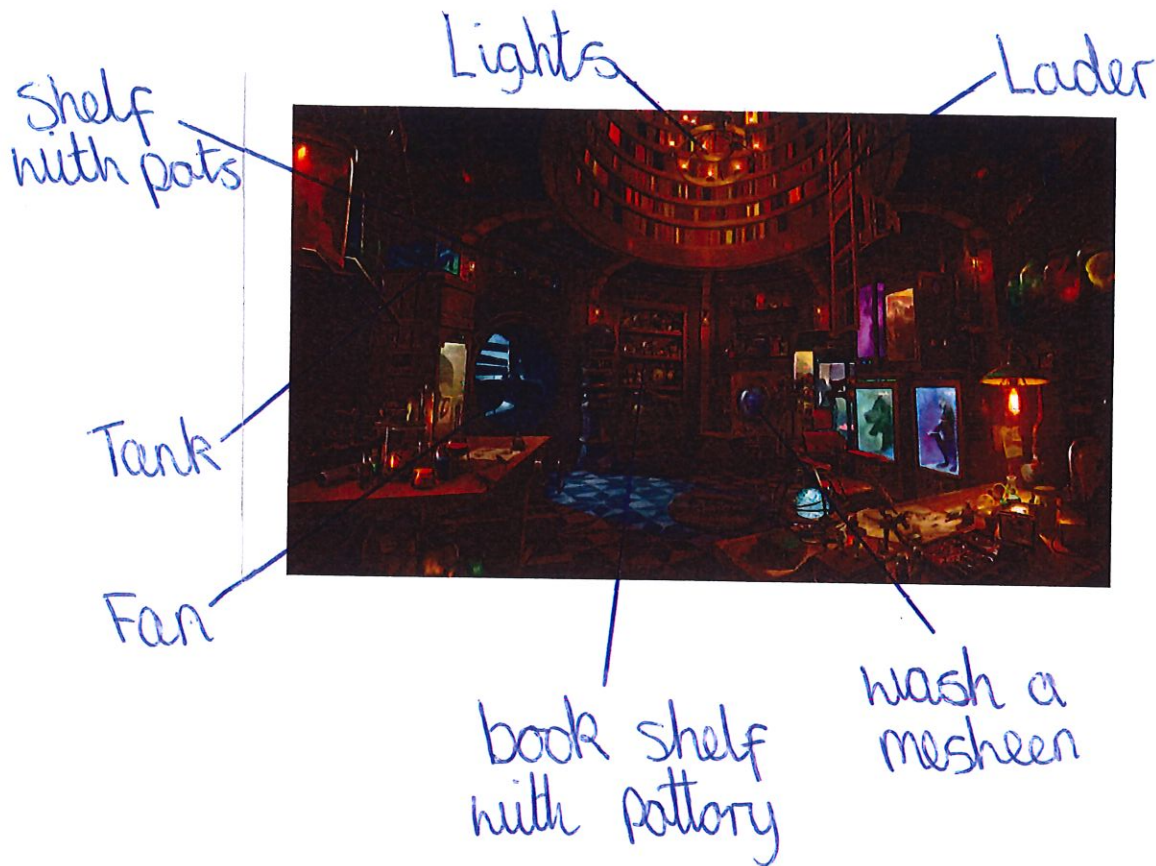 Lights
Lader
Shelf
with pots
Tank
Fan
book shelf
with pottory
wash a
mesheen